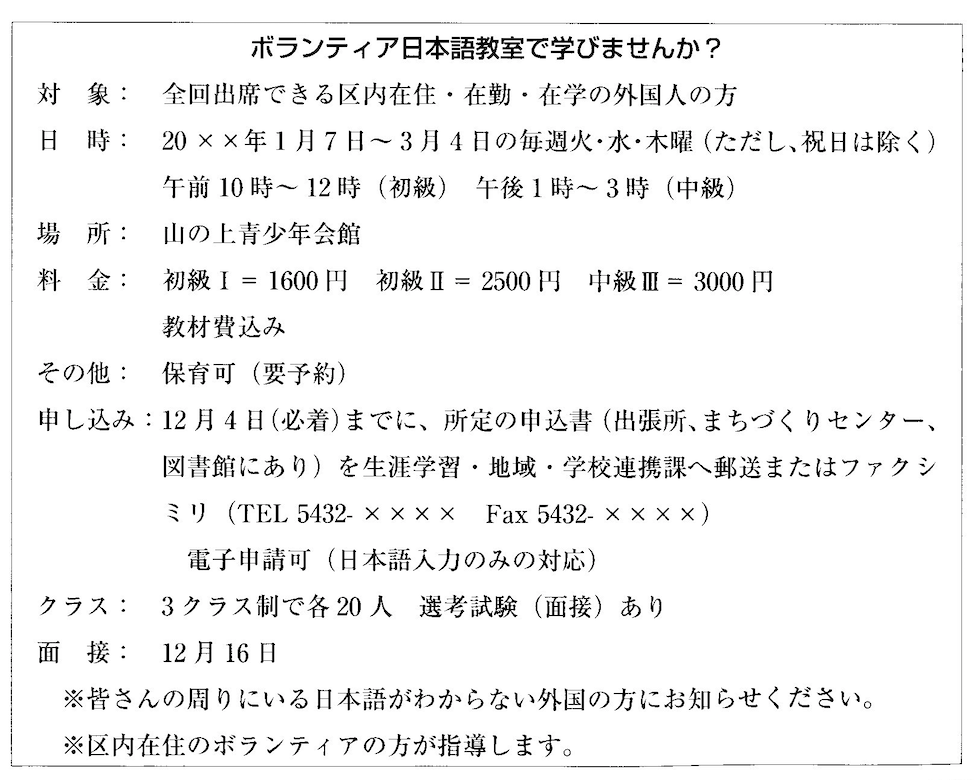 ボランティア日本語教室で学びませんか？
対　象：　全回出席できる区内在住・在勤・在学の外国人の方
日　時：　20××年1月7日～3月4日の毎週火・水・木曜（ただし、祝日は除く）
午前10時～12時（初級）　午後1時～3時（中級）
場　所：　山の上青少年会館
料　金：　初級Ⅰ＝1600円　初級Ⅱ＝2500円　中級Ⅲ＝3000円
教材費込み
その他：　保育可（要予約）
申し込み：12月4日（必着）までに、所定の申込書（出張所、まちづくりセンター、
図書館にあり）を生涯学習・地域・学校連携課へ郵送またはファクシ
ミリ（TEL 5432-××××　Fax 5432-××××）
電子申請可（日本語入力のみの対応）
クラス：　3クラス制で各20人　選考試験（面接）あり
面　接：　12月16日
※皆さんの周りにいる日本語がわからない外国の方にお知らせください。
※区内在住のボランティアの方が指導します。